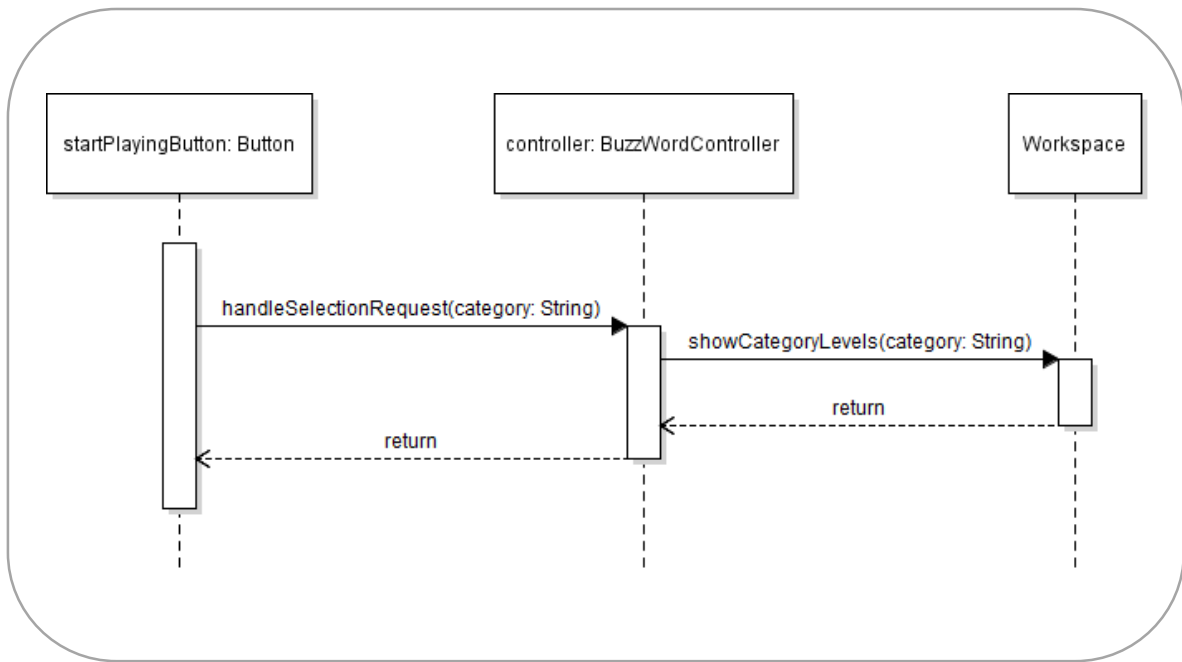 startPlayingButton: Button
controller: BuzzWordController
Workspace
handleSelectionRequest(category: String)
showCategoryLevels(category: String)
return
return